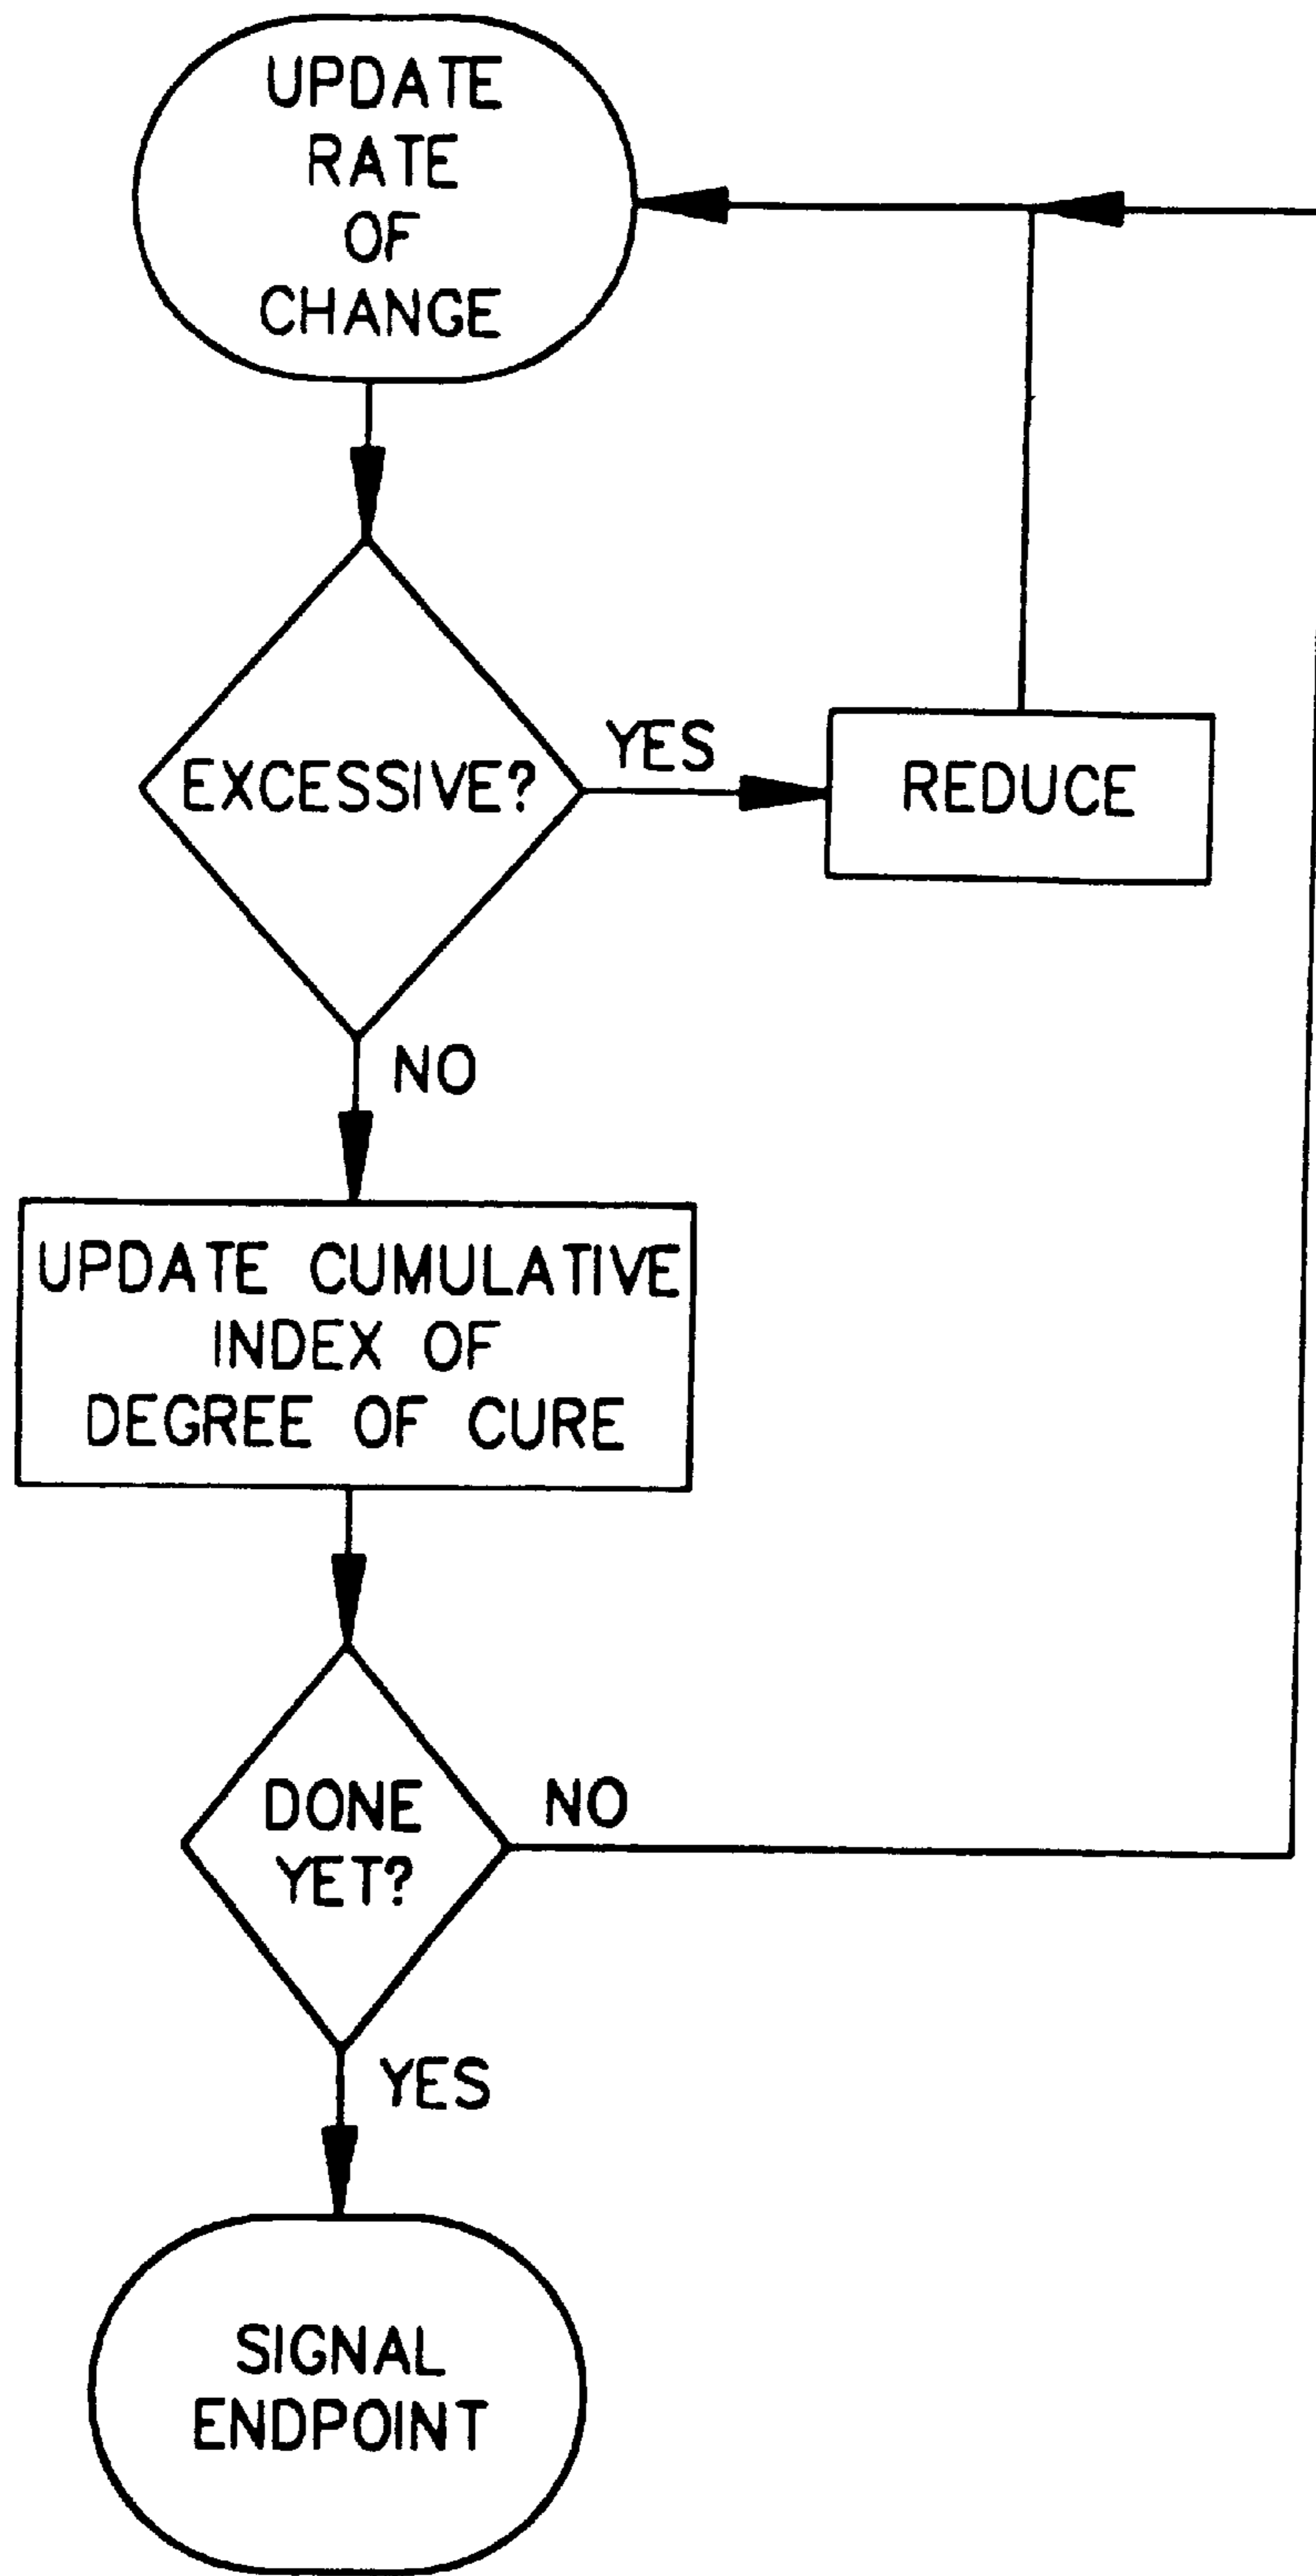 UPDATE
RATE
OF
CHANGE
EXCESSIVE?
YES
REDUCE
NO
UPDATE CUMULATIVE
INDEX OF
DEGREE OF CURE
DONE
YET?
NO
YES
SIGNAL
ENDPOINT